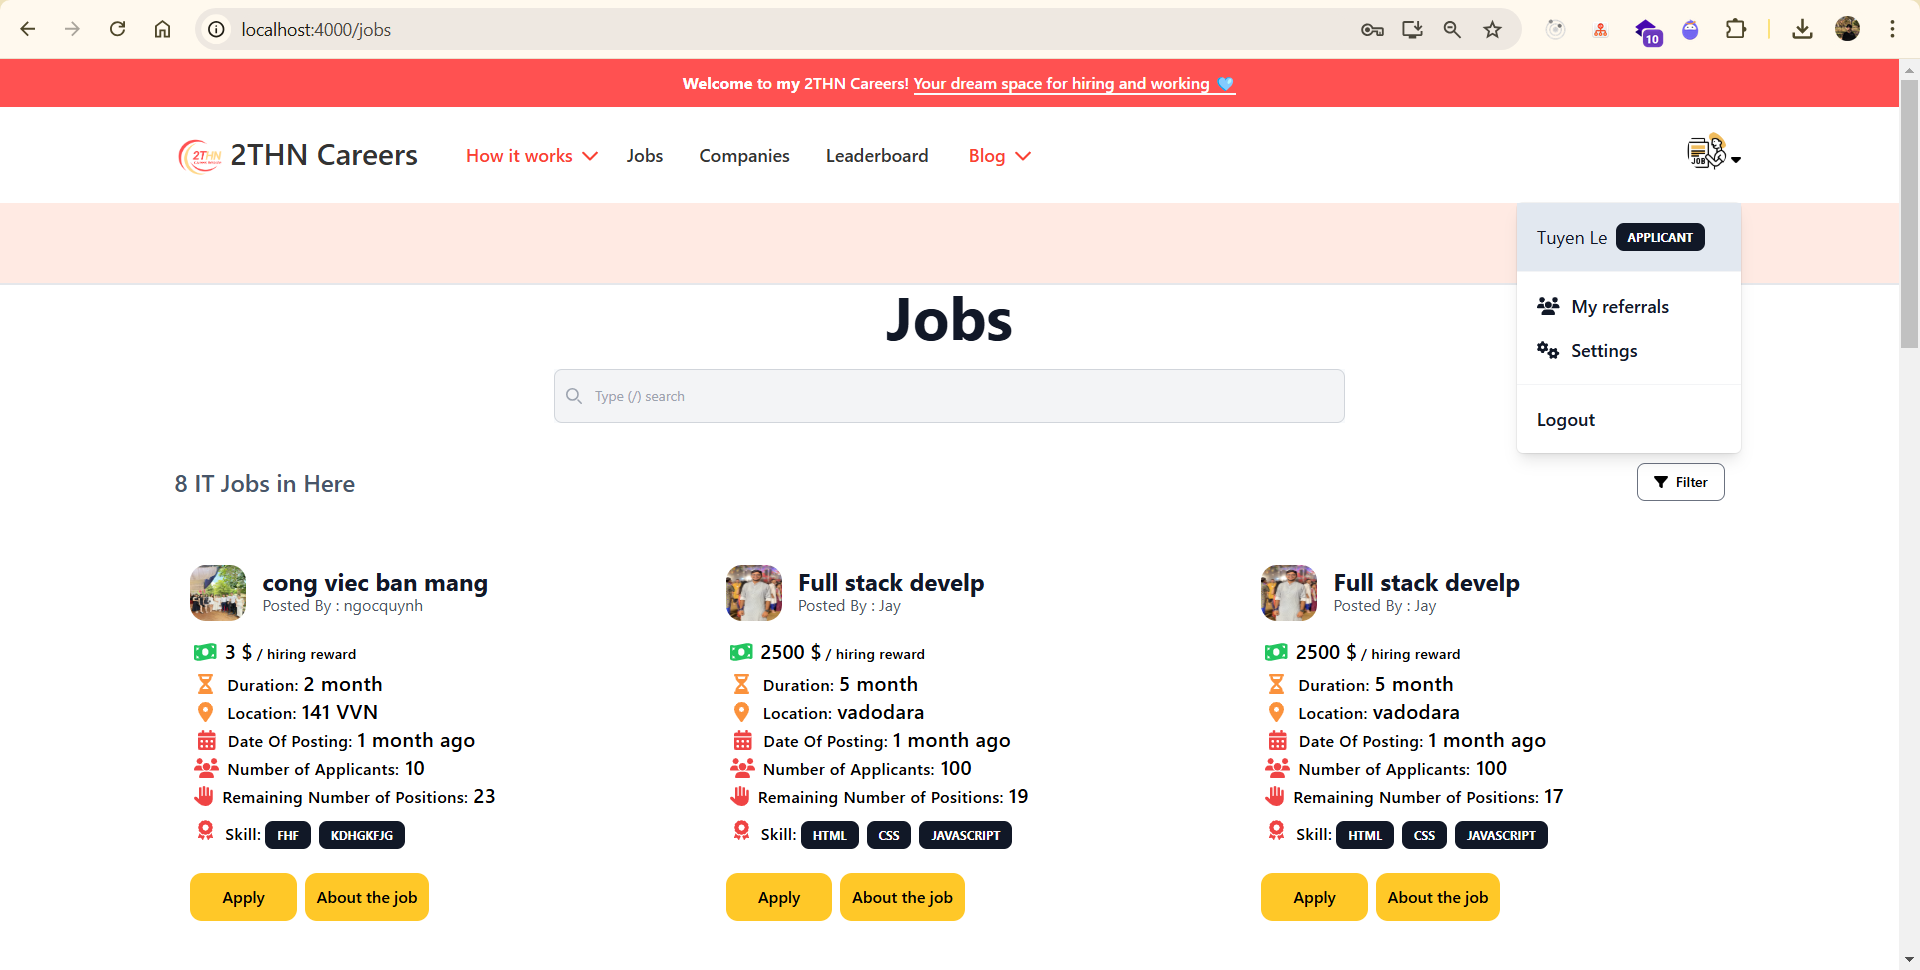 localhost:4000/jobs
10
Welcome to my 2THN Careers! Your dream space for hiring and working 🩵
2THN 2THN Careers How it works Jobs Companies Leaderboard Blog JOB
Tuyen Le APPLICANT
My referrals
Settings
Logout
Jobs
Type (/) search
8 IT Jobs in Here
Filter
cong viec ban mang
Posted By : ngocquynh
3 $ / hiring reward
Duration: 2 month
Location: 141 VVN
Date Of Posting: 1 month ago
Number of Applicants: 10
Remaining Number of Positions: 23
Skill: FHF KDHGKFJG
Apply About the job
Full stack develp
Posted By : Jay
2500 $ / hiring reward
Duration: 5 month
Location: vadodara
Date Of Posting: 1 month ago
Number of Applicants: 100
Remaining Number of Positions: 19
Skill: HTML CSS JAVASCRIPT
Apply About the job
Full stack develp
Posted By : Jay
2500 $ / hiring reward
Duration: 5 month
Location: vadodara
Date Of Posting: 1 month ago
Number of Applicants: 100
Remaining Number of Positions: 17
Skill: HTML CSS JAVASCRIPT
Apply About the job